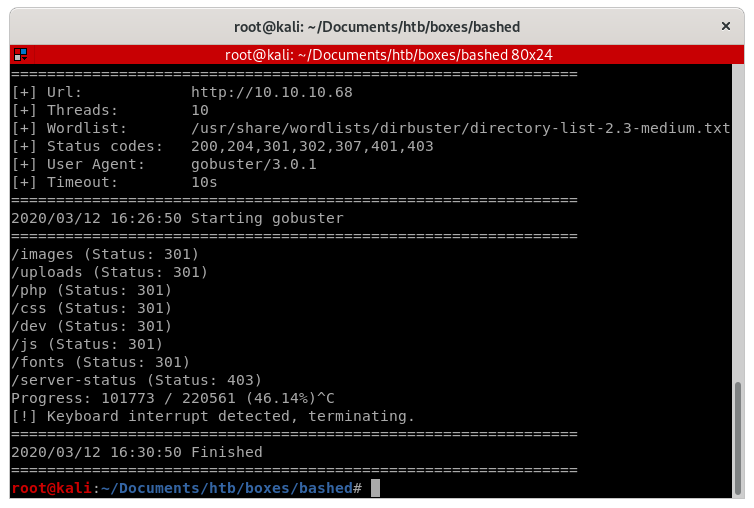 root@kali: ~/Documents/htb/boxes/bashed
×
root@kali: ~/Documents/htb/boxes/bashed 80x24
===============================================================
[+] Url:            http://10.10.10.68
[+] Threads:        10
[+] Wordlist:       /usr/share/wordlists/dirbuster/directory-list-2.3-medium.txt
[+] Status codes:   200,204,301,302,307,401,403
[+] User Agent:     gobuster/3.0.1
[+] Timeout:        10s
===============================================================
2020/03/12 16:26:50 Starting gobuster
===============================================================
/images (Status: 301)
/uploads (Status: 301)
/php (Status: 301)
/css (Status: 301)
/dev (Status: 301)
/js (Status: 301)
/fonts (Status: 301)
/server-status (Status: 403)
Progress: 101773 / 220561 (46.14%)^C
[!] Keyboard interrupt detected, terminating.
===============================================================
2020/03/12 16:30:50 Finished
===============================================================
root@kali:~/Documents/htb/boxes/bashed#